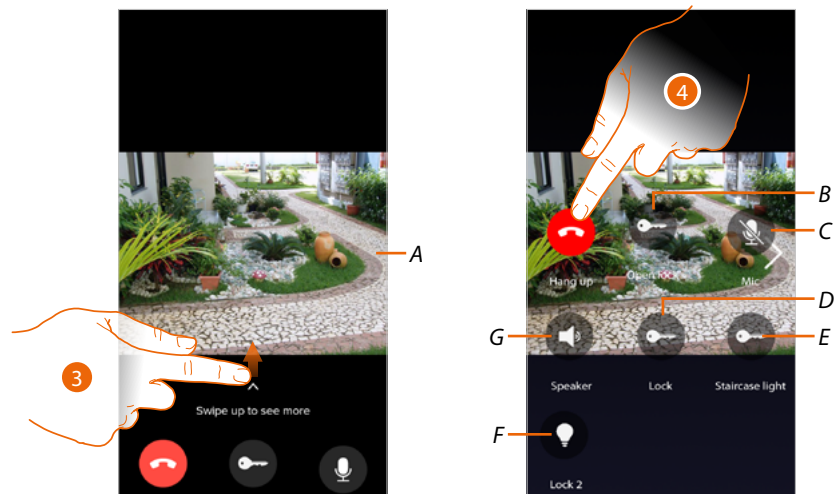 4
B
A
C
Open lock
Hang up
Mic
D
G
E
3
Swipe up to see more
Speaker
Lock
Staircase light
F
Lock 2